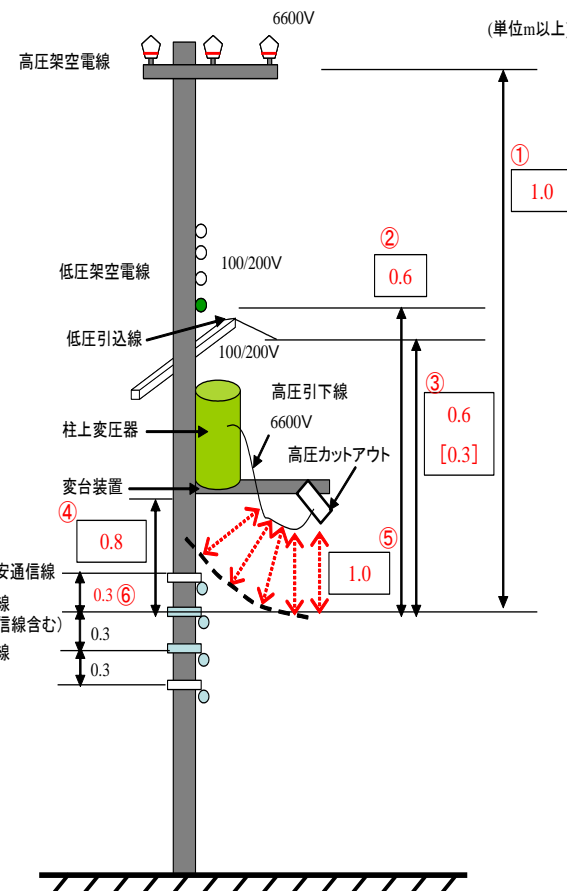 6600V
(単位m以上)
高圧架空電線
①
1.0
②
0.6
100/200V
低圧架空電線
低圧引込線
100/200V
③
0.6
[0.3]
高圧引下線
6600V
柱上変圧器
高圧カットアウト
変台装置
④
0.8
⑤
1.0
安通信線
0.3⑥
線
信線含む)
0.3
線
0.3